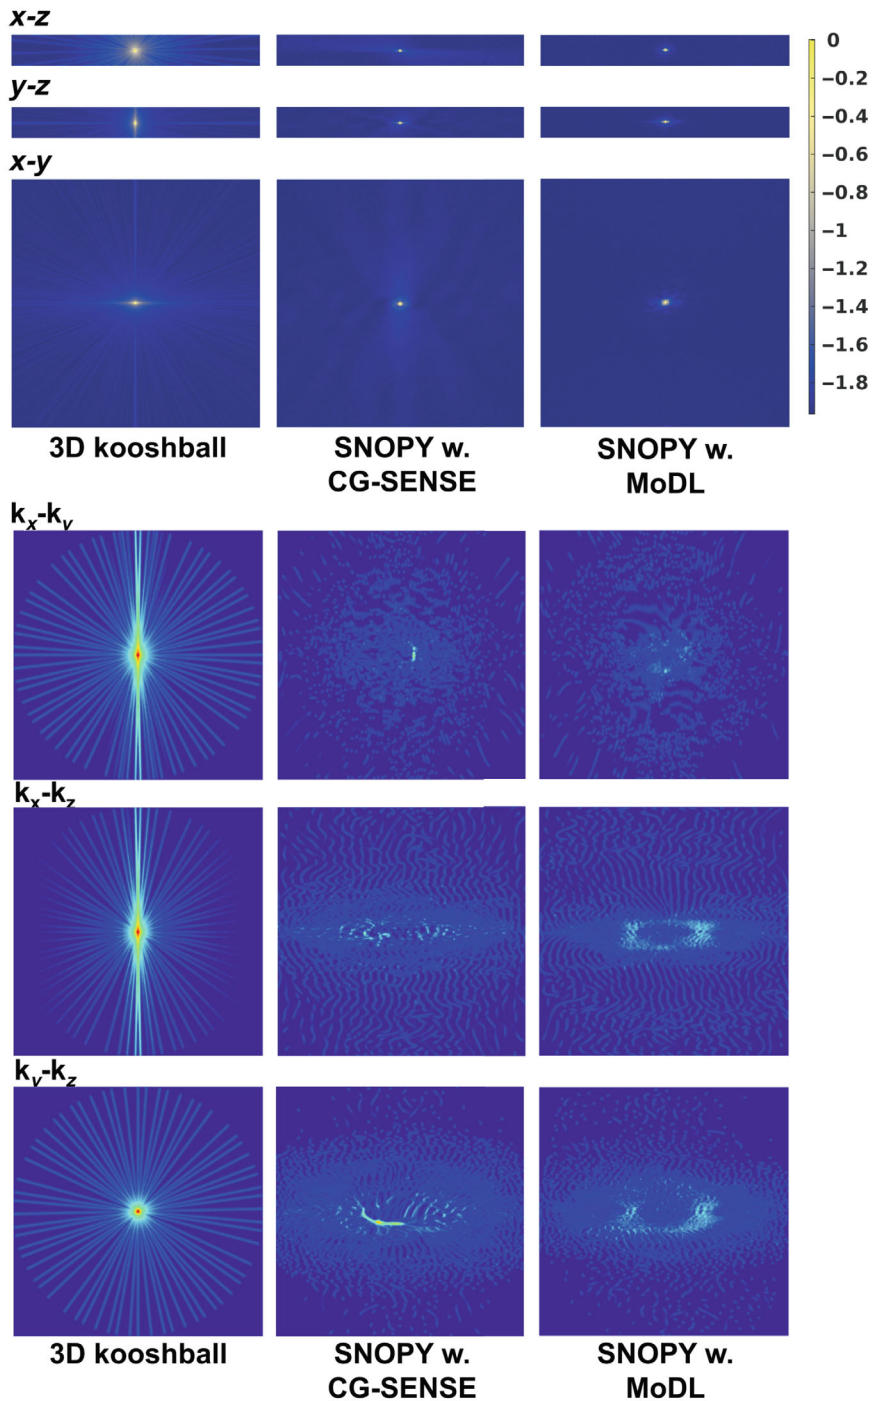 x-z
y-z
x-y
0
−0.2
−0.4
−0.6
−0.8
−1
−1.2
−1.4
−1.6
−1.8
3D kooshball
SNOPY w.
CG-SENSE
SNOPY w.
MoDL
kx-ky
kx-kz
ky-kz
3D kooshball
SNOPY w.
CG-SENSE
SNOPY w.
MoDL